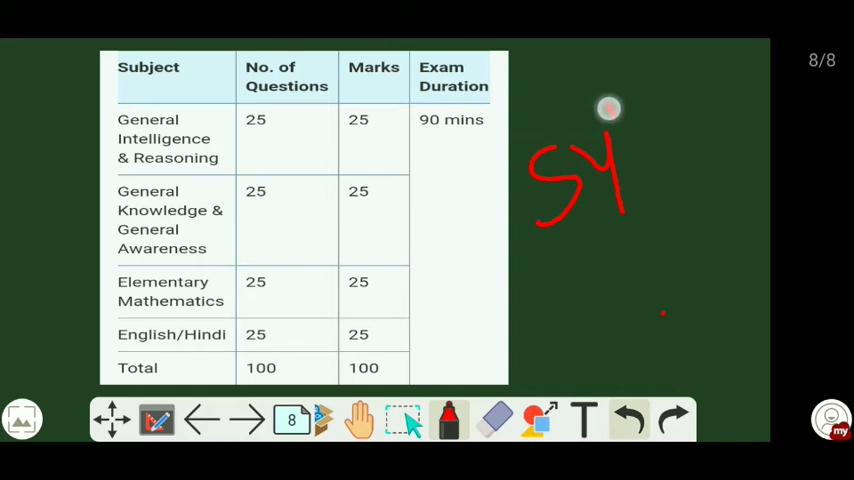 8/8
Subject No. of Questions Marks Exam Duration
General Intelligence & Reasoning 25 25 90 mins
General Knowledge & General Awareness 25 25
Elementary Mathematics 25 25
English/Hindi 25 25
Total 100 100
SY
8
T
my